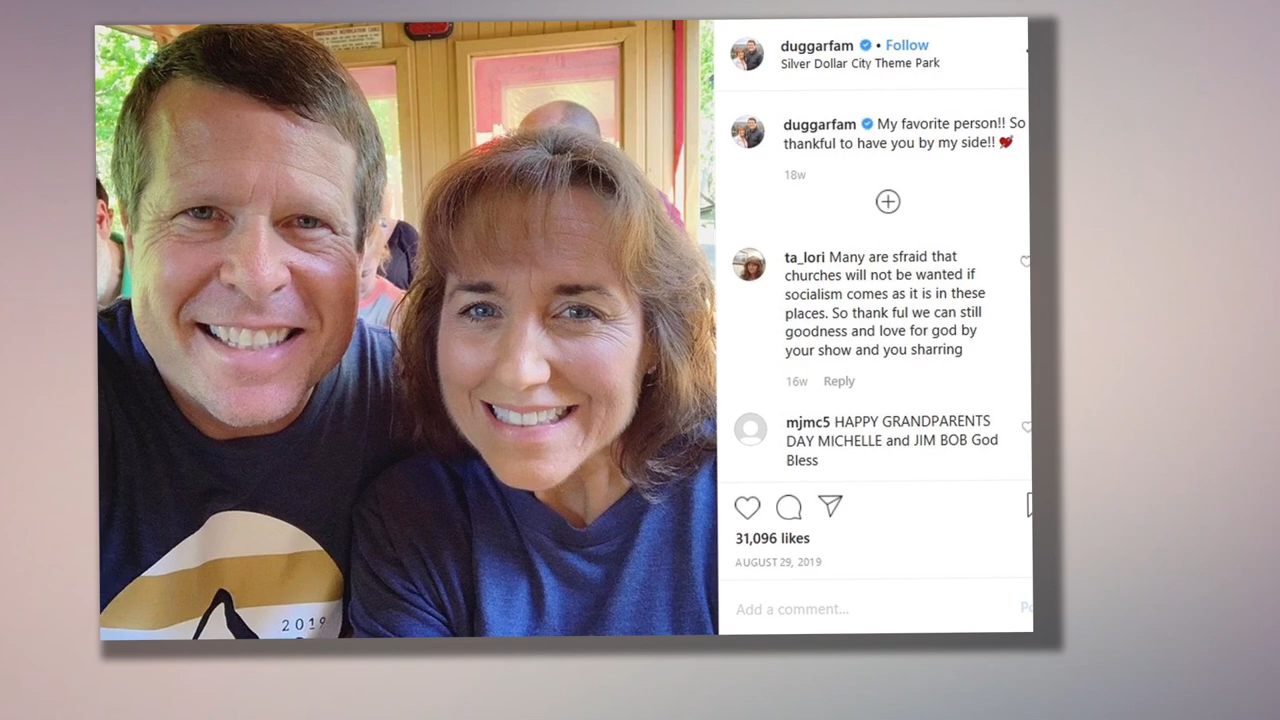 EMERGENCY NOTIFICATION CABLE
duggarfam • Follow
Silver Dollar City Theme Park
duggarfam My favorite person!! So
thankful to have you by my side!! 💘
18w
ta_lori Many are sfraid that
churches will not be wanted if
socialism comes as it is in these
places. So thank ful we can still
goodness and love for god by
your show and you sharring
16w Reply
mjmc5 HAPPY GRANDPARENTS
DAY MICHELLE and JIM BOB God
Bless
31,096 likes
AUGUST 29, 2019
Add a comment...
2019